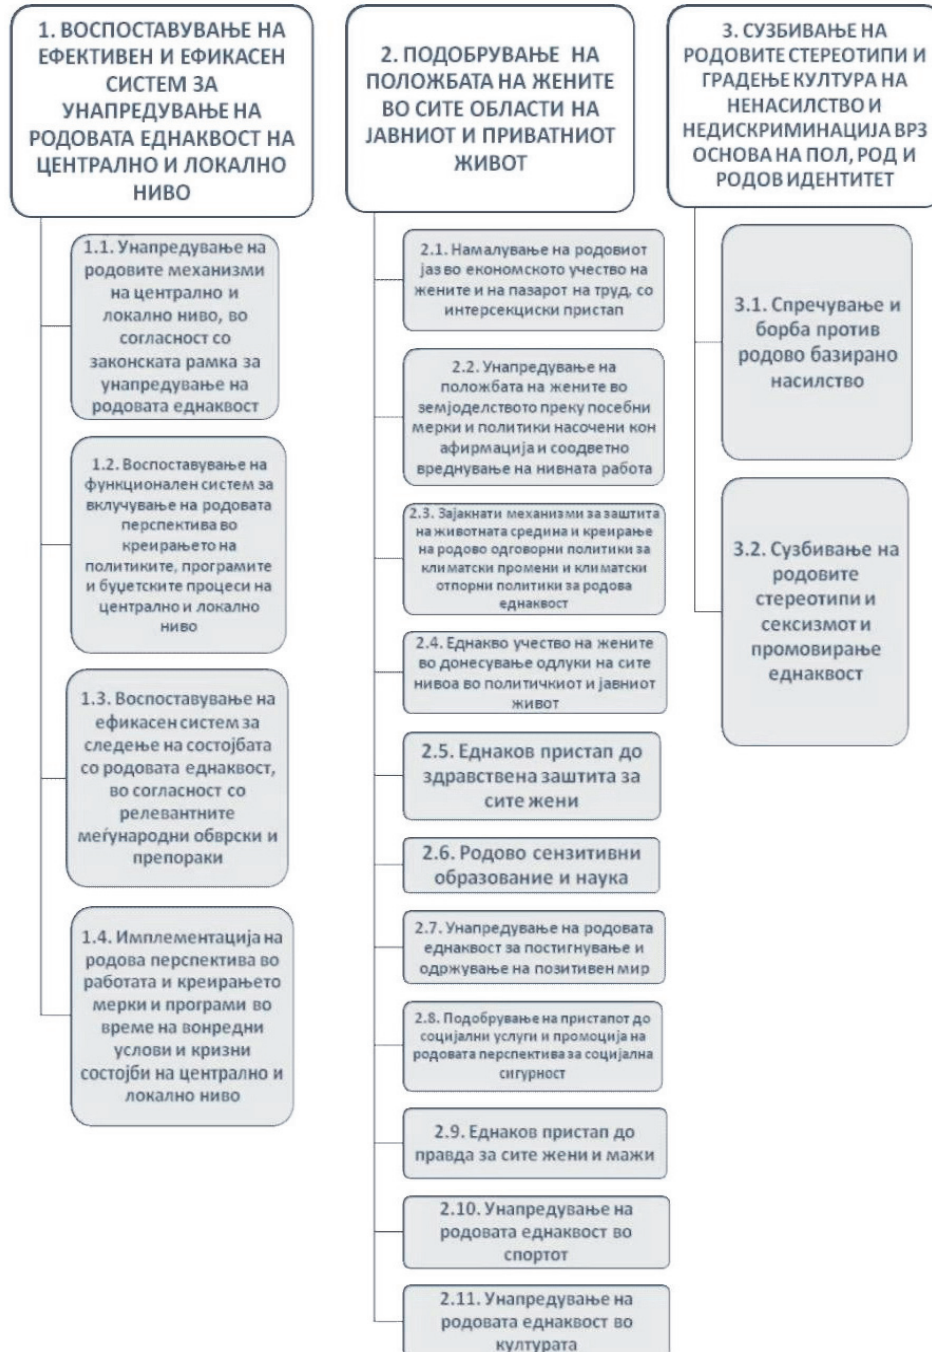 1. ВОСПОСТАВУВАЊЕ НА
ЕФЕКТИВЕН И ЕФИКАСЕН
СИСТЕМ ЗА
УНАПРЕДУВАЊЕ НА
РОДОВАТА ЕДНАКВОСТ НА
ЦЕНТРАЛНО И ЛОКАЛНО
НИВО
1.1. Унапредување на
родовите механизми
на централно и
локално ниво, во
согласност со
законската рамка за
унапредување на
родовата еднаквост
1.2. Воспоставување на
функционален систем за
вклучување на родовата
перспектива во
креирањето на
политиките, програмите
и буџетските процеси на
централно и локално
ниво
1.3. Воспоставување на
ефикасен систем за
следење на состојбата
со родовата еднаквост,
во согласност со
релевантните
меѓународни обврски и
препораки
1.4. Имплементација на
родова перспектива во
работата и креирањето
мерки и програми во
време на вонредни
услови и кризни
состојби на централно и
локално ниво
2. ПОДОБРУВАЊЕ НА
ПОЛОЖБАТА НА ЖЕНИТЕ
ВО СИТЕ ОБЛАСТИ НА
ЈАВНИОТ И ПРИВАТНИОТ
ЖИВОТ
2.1. Намалување на родовиот
јаз во економското учество на
жените и на пазарот на труд, со
интерсекциски пристап
2.2. Унапредување на
положбата на жените во
земјоделството преку посебни
мерки и политики насочени кон
афирмација и соодветно
вреднување на нивната работа
2.3. Зајакнати механизми за заштита
на животната средина и креирање
на родово одговорни политики за
климатски промени и климатски
отпорни политики за родова
еднаквост
2.4. Еднакво учество на жените
во донесување одлуки на сите
нивоа во политичкиот и јавниот
живот
2.5. Еднаков пристап до
здравствена заштита за
сите жени
2.6. Родово сензитивни
образование и наука
2.7. Унапредување на родовата
еднаквост за постигнување и
одржување на позитивен мир
2.8. Подобрување на пристапот до
социјални услуги и промоција на
родовата перспектива за социјална
сигурност
2.9. Еднаков пристап до
правда за сите жени и мажи
2.10. Унапредување на
родовата еднаквост во
спортот
2.11. Унапредување на
родовата еднаквост во
културата
3. СУЗБИВАЊЕ НА
РОДОВИТЕ СТЕРЕОТИПИ И
ГРАДЕЊЕ КУЛТУРА НА
НЕНАСИЛСТВО И
НЕДИСКРИМИНАЦИЈА ВРЗ
ОСНОВА НА ПОЛ, РОД И
РОДОВ ИДЕНТИТЕТ
3.1. Спречување и
борба против
родово базирано
насилство
3.2. Сузбивање на
родовите
стереотипи и
сексизмот и
промовирање
еднаквост